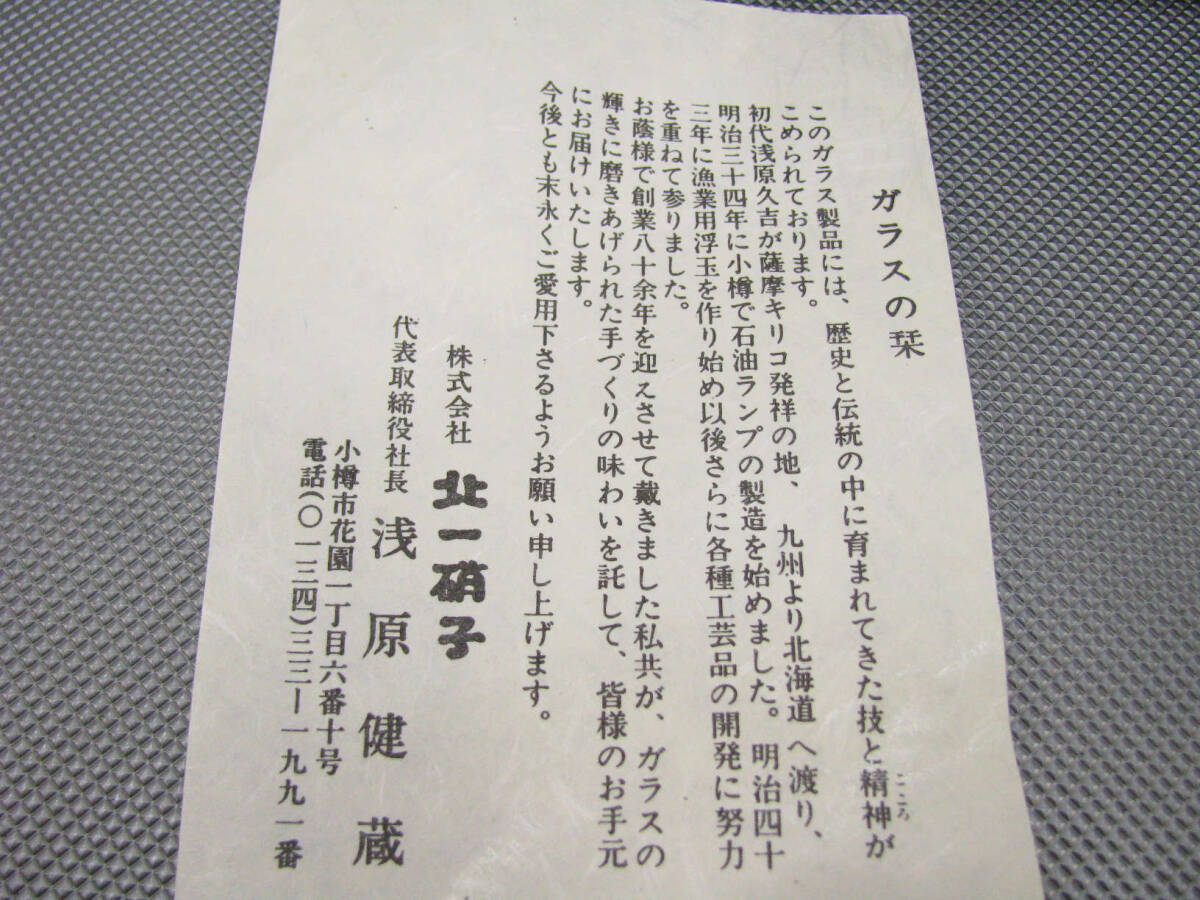 ガラスの栞
このガラス製品には、歴史と伝統の中に育まれてきた技と精神が
こころ
こめられております。
初代浅原久吉が薩摩キリコ発祥の地、九州より北海道へ渡り、
明治三十四年に小樽で石油ランプの製造を始めました。明治四十
三年に漁業用浮玉を作り始め以後さらに各種工芸品の開発に努力
を重ねて参りました。
お蔭様で創業八十余年を迎えさせて戴きました私共が、ガラスの
輝きに磨きあげられた手づくりの味わいを託して、皆様のお手元
にお届けいたします。
今後とも末永くご愛用下さるようお願い申し上げます。
株式会社 北一硝子
代表取締役社長 浅原健蔵
小樽市花園一丁目六番十号
電話(〇一三四)三三ー一九九一番